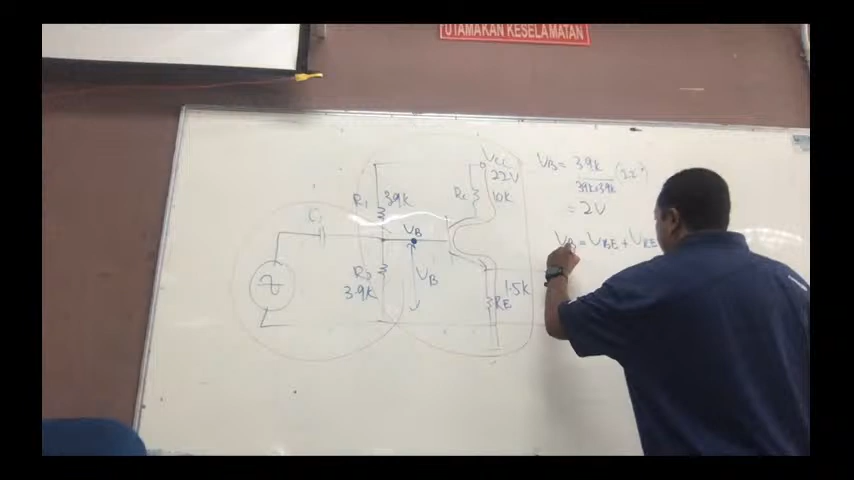 UTAMAKAN KESELAMATAN
VCC
22V
RC
10k
R1
39k
C1
VB
R2
3.9k
VB
1.5k
RE
VB = 3.9k
39k+3.9k
= 2V
VB = VBE + VRE